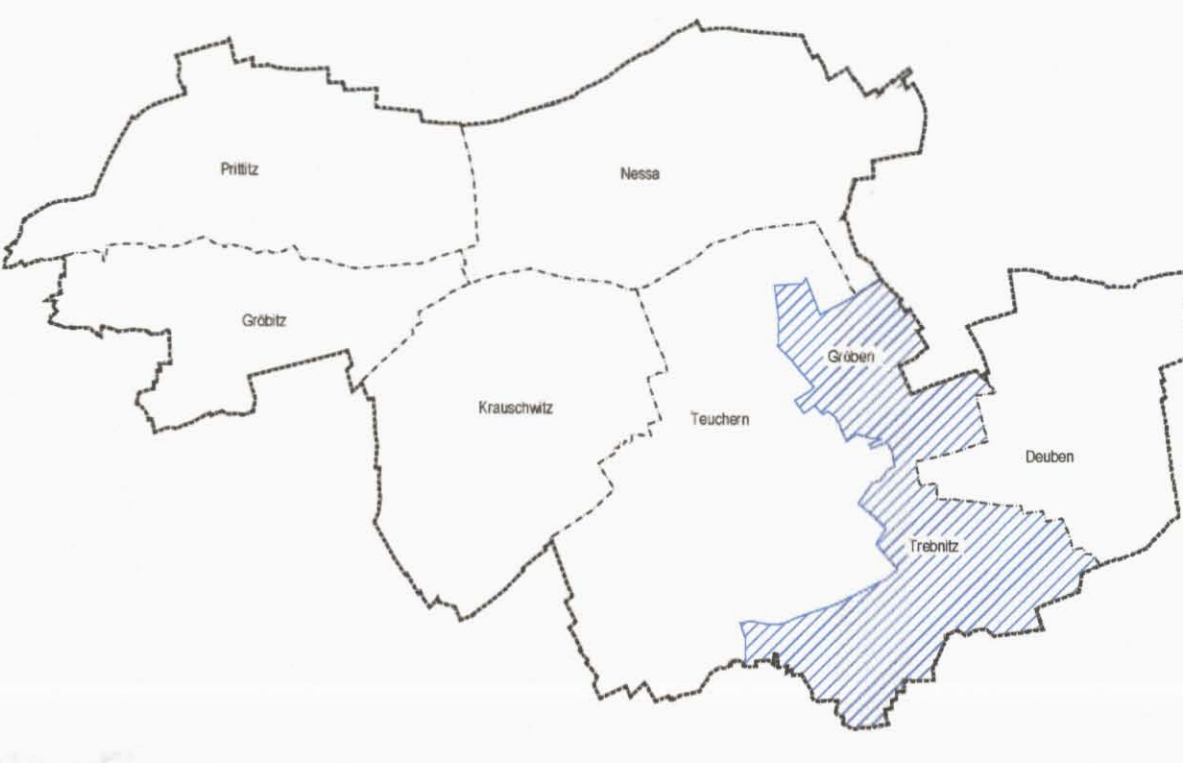 Prittitz
Nessa
Gröbitz
Gröben
Krauschwitz
Teuchern
Deuben
Trebnitz